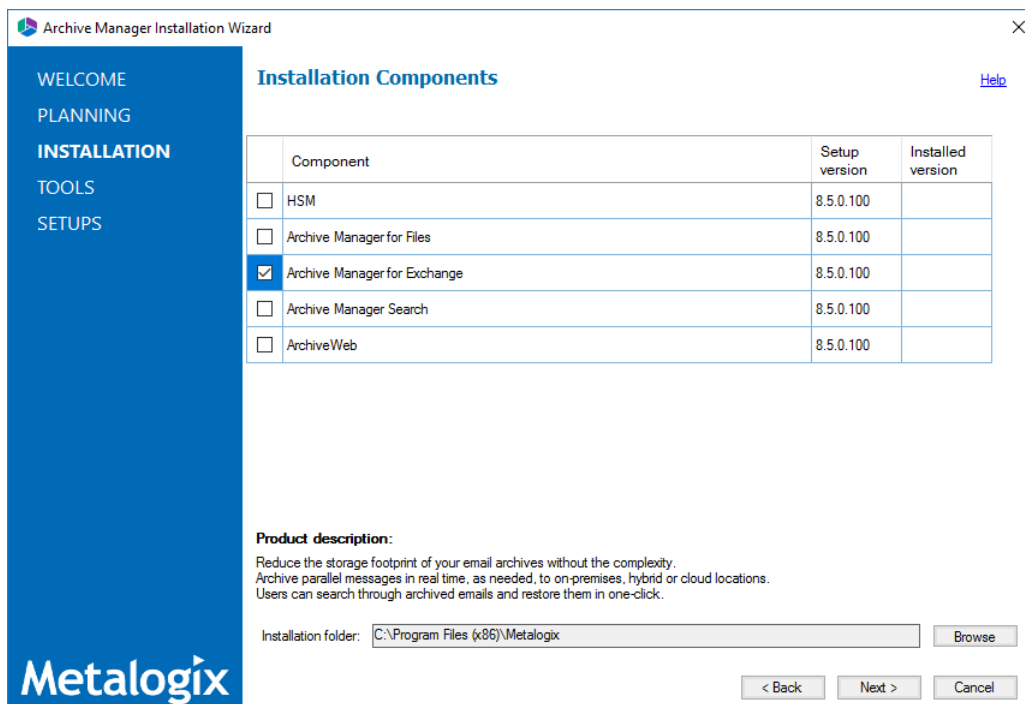 Archive Manager Installation Wizard
WELCOME
PLANNING
INSTALLATION
TOOLS
SETUPS
Installation Components
Help
Component
Setup version
Installed version
HSM
8.5.0.100
Archive Manager for Files
8.5.0.100
Archive Manager for Exchange
8.5.0.100
Archive Manager Search
8.5.0.100
ArchiveWeb
8.5.0.100
Product description:
Reduce the storage footprint of your email archives without the complexity.
Archive parallel messages in real time, as needed, to on-premises, hybrid or cloud locations.
Users can search through archived emails and restore them in one-click.
Installation folder:
C:\Program Files (x86)\Metalogix
Browse
Metalogix
< Back
Next >
Cancel